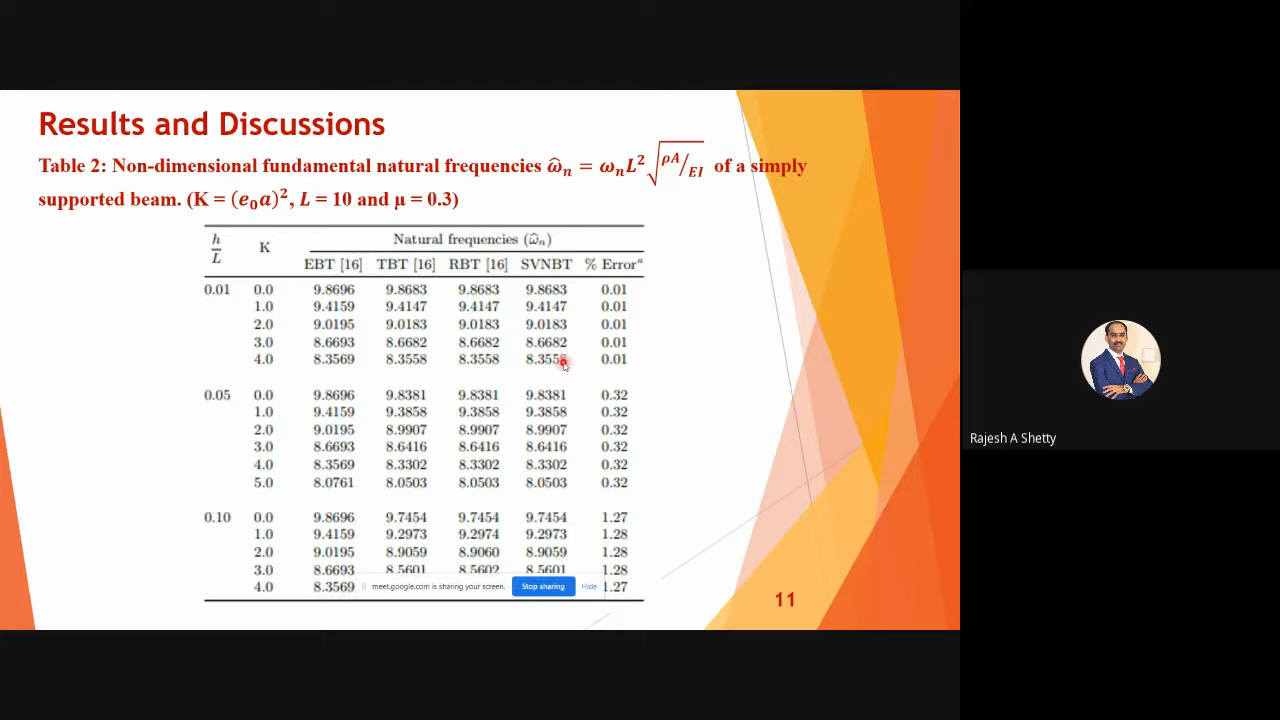 Results and Discussions
Table 2: Non-dimensional fundamental natural frequencies ω̂ₙ = ωₙL²√(ρA/EI) of a simply
supported beam. (K = (e₀a)², L = 10 and μ = 0.3)
h/L K Natural frequencies (ω̂ₙ)
EBT [16] TBT [16] RBT [16] SVNBT % Errorᵃ
0.01 0.0 9.8696 9.8683 9.8683 9.8683 0.01
1.0 9.4159 9.4147 9.4147 9.4147 0.01
2.0 9.0195 9.0183 9.0183 9.0183 0.01
3.0 8.6693 8.6682 8.6682 8.6682 0.01
4.0 8.3569 8.3558 8.3558 8.3558 0.01
0.05 0.0 9.8696 9.8381 9.8381 9.8381 0.32
1.0 9.4159 9.3858 9.3858 9.3858 0.32
2.0 9.0195 8.9907 8.9907 8.9907 0.32
3.0 8.6693 8.6416 8.6416 8.6416 0.32
4.0 8.3569 8.3302 8.3302 8.3302 0.32
5.0 8.0761 8.0503 8.0503 8.0503 0.32
0.10 0.0 9.8696 9.7454 9.7454 9.7454 1.27
1.0 9.4159 9.2973 9.2974 9.2973 1.28
2.0 9.0195 8.9059 8.9060 8.9059 1.28
3.0 8.6693 8.5601 8.5602 8.5601 1.28
4.0 8.3569 1.27
meet.google.com is sharing your screen. Stop sharing Hide
11
Rajesh A Shetty